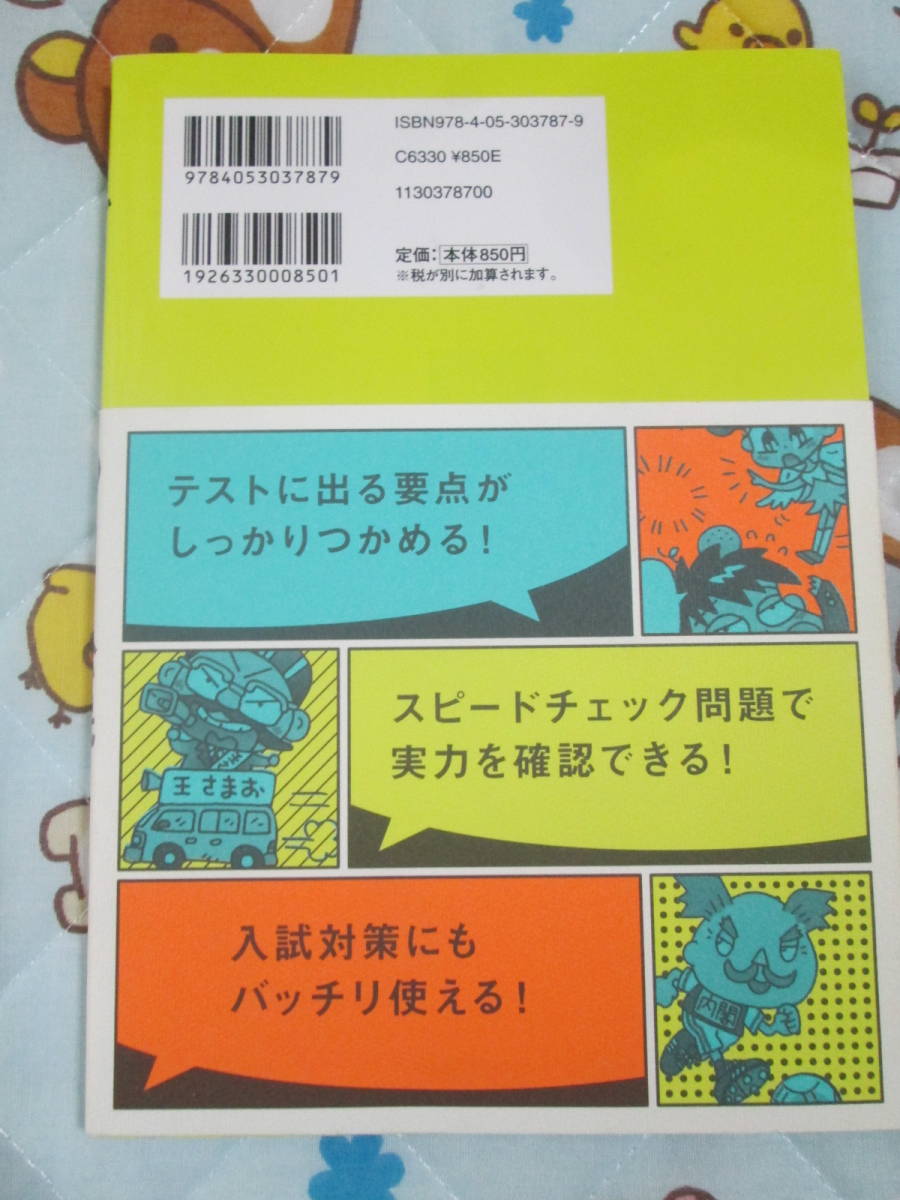 ISBN978-4-05-303787-9
9784053037879
C6330 ¥850E
1130378700
1926330008501
定価：本体850円
※税が別に加算されます。
テストに出る要点が
しっかりつかめる！
王 さまお
スピードチェック問題で
実力を確認できる！
入試対策にも
バッチリ使える！
内閣